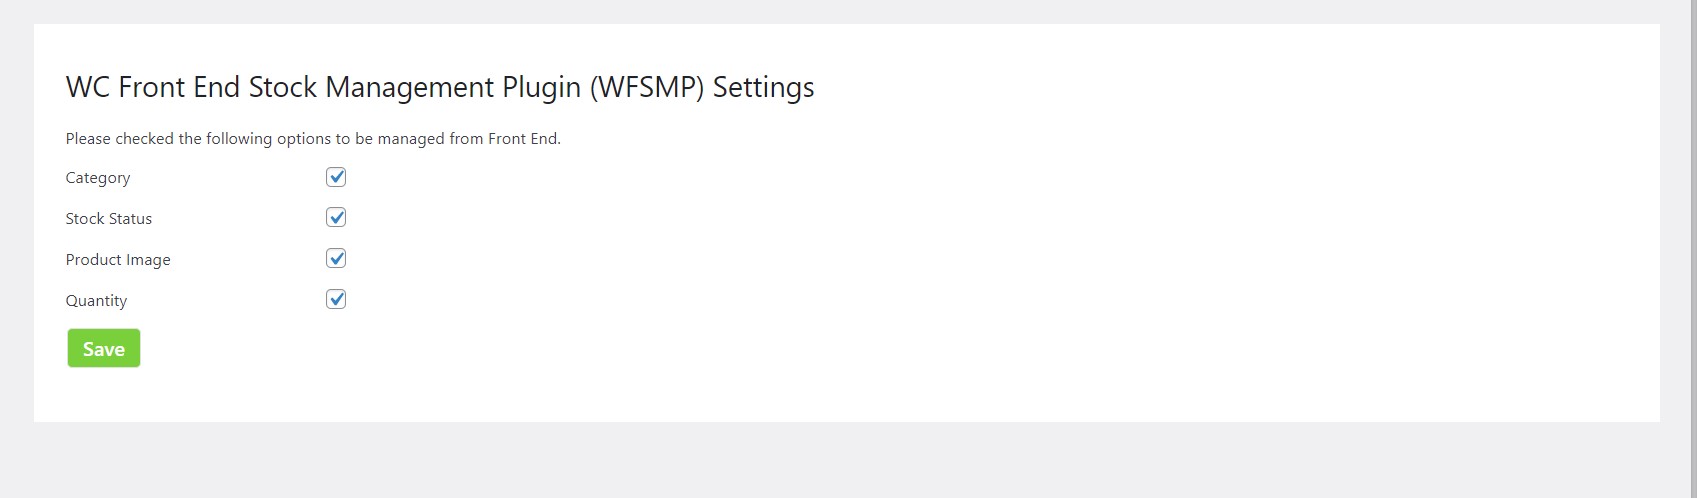 WC Front End Stock Management Plugin (WFSMP) Settings
Please checked the following options to be managed from Front End.
Category
Stock Status
Product Image
Quantity
Save